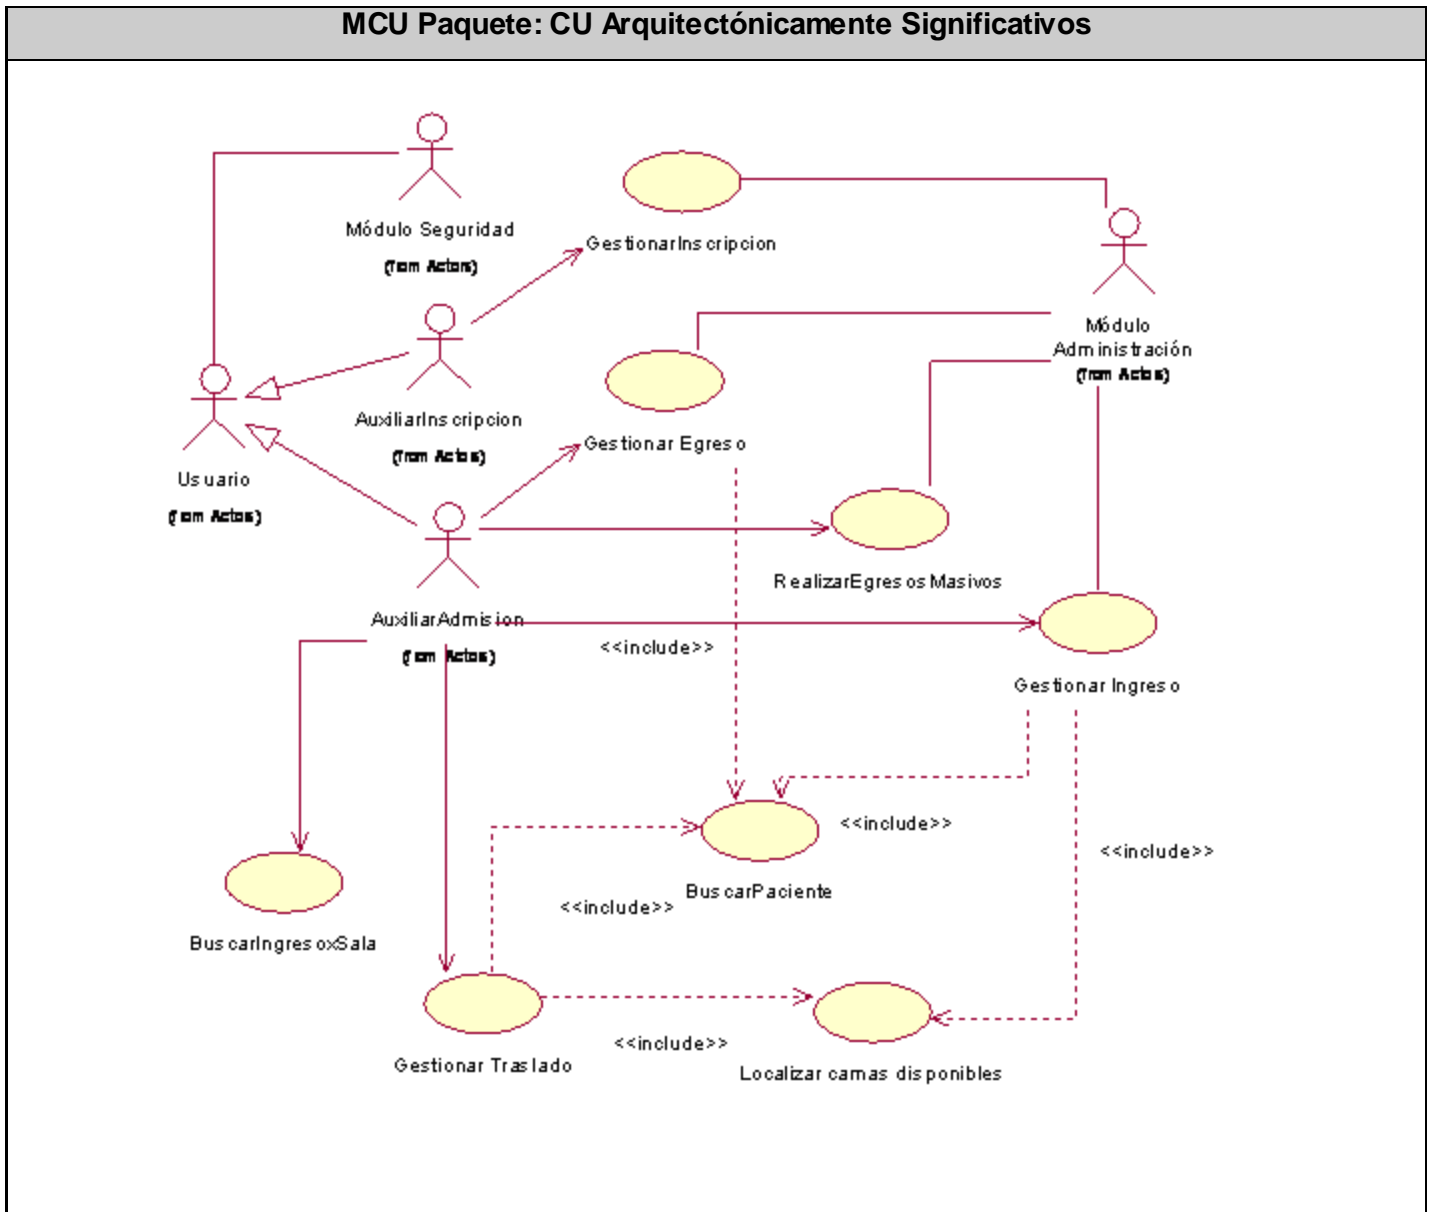 MCU Paquete: CU Arquitectónicamente Significativos
Módulo Seguridad
(from Actors)
GestionarInscripcion
Módulo
Administración
(from Actors)
AuxiliarInscripcion
(from Actors)
Gestionar Egreso
Usuario
(from Actors)
RealizarEgresosMasivos
AuxiliarAdmision
(from Actors)
<<include>>
Gestionar Ingreso
<<include>>
<<include>>
BuscarPaciente
<<include>>
BuscarIngresoxSala
<<include>>
Gestionar Traslado
Localizar camas disponibles